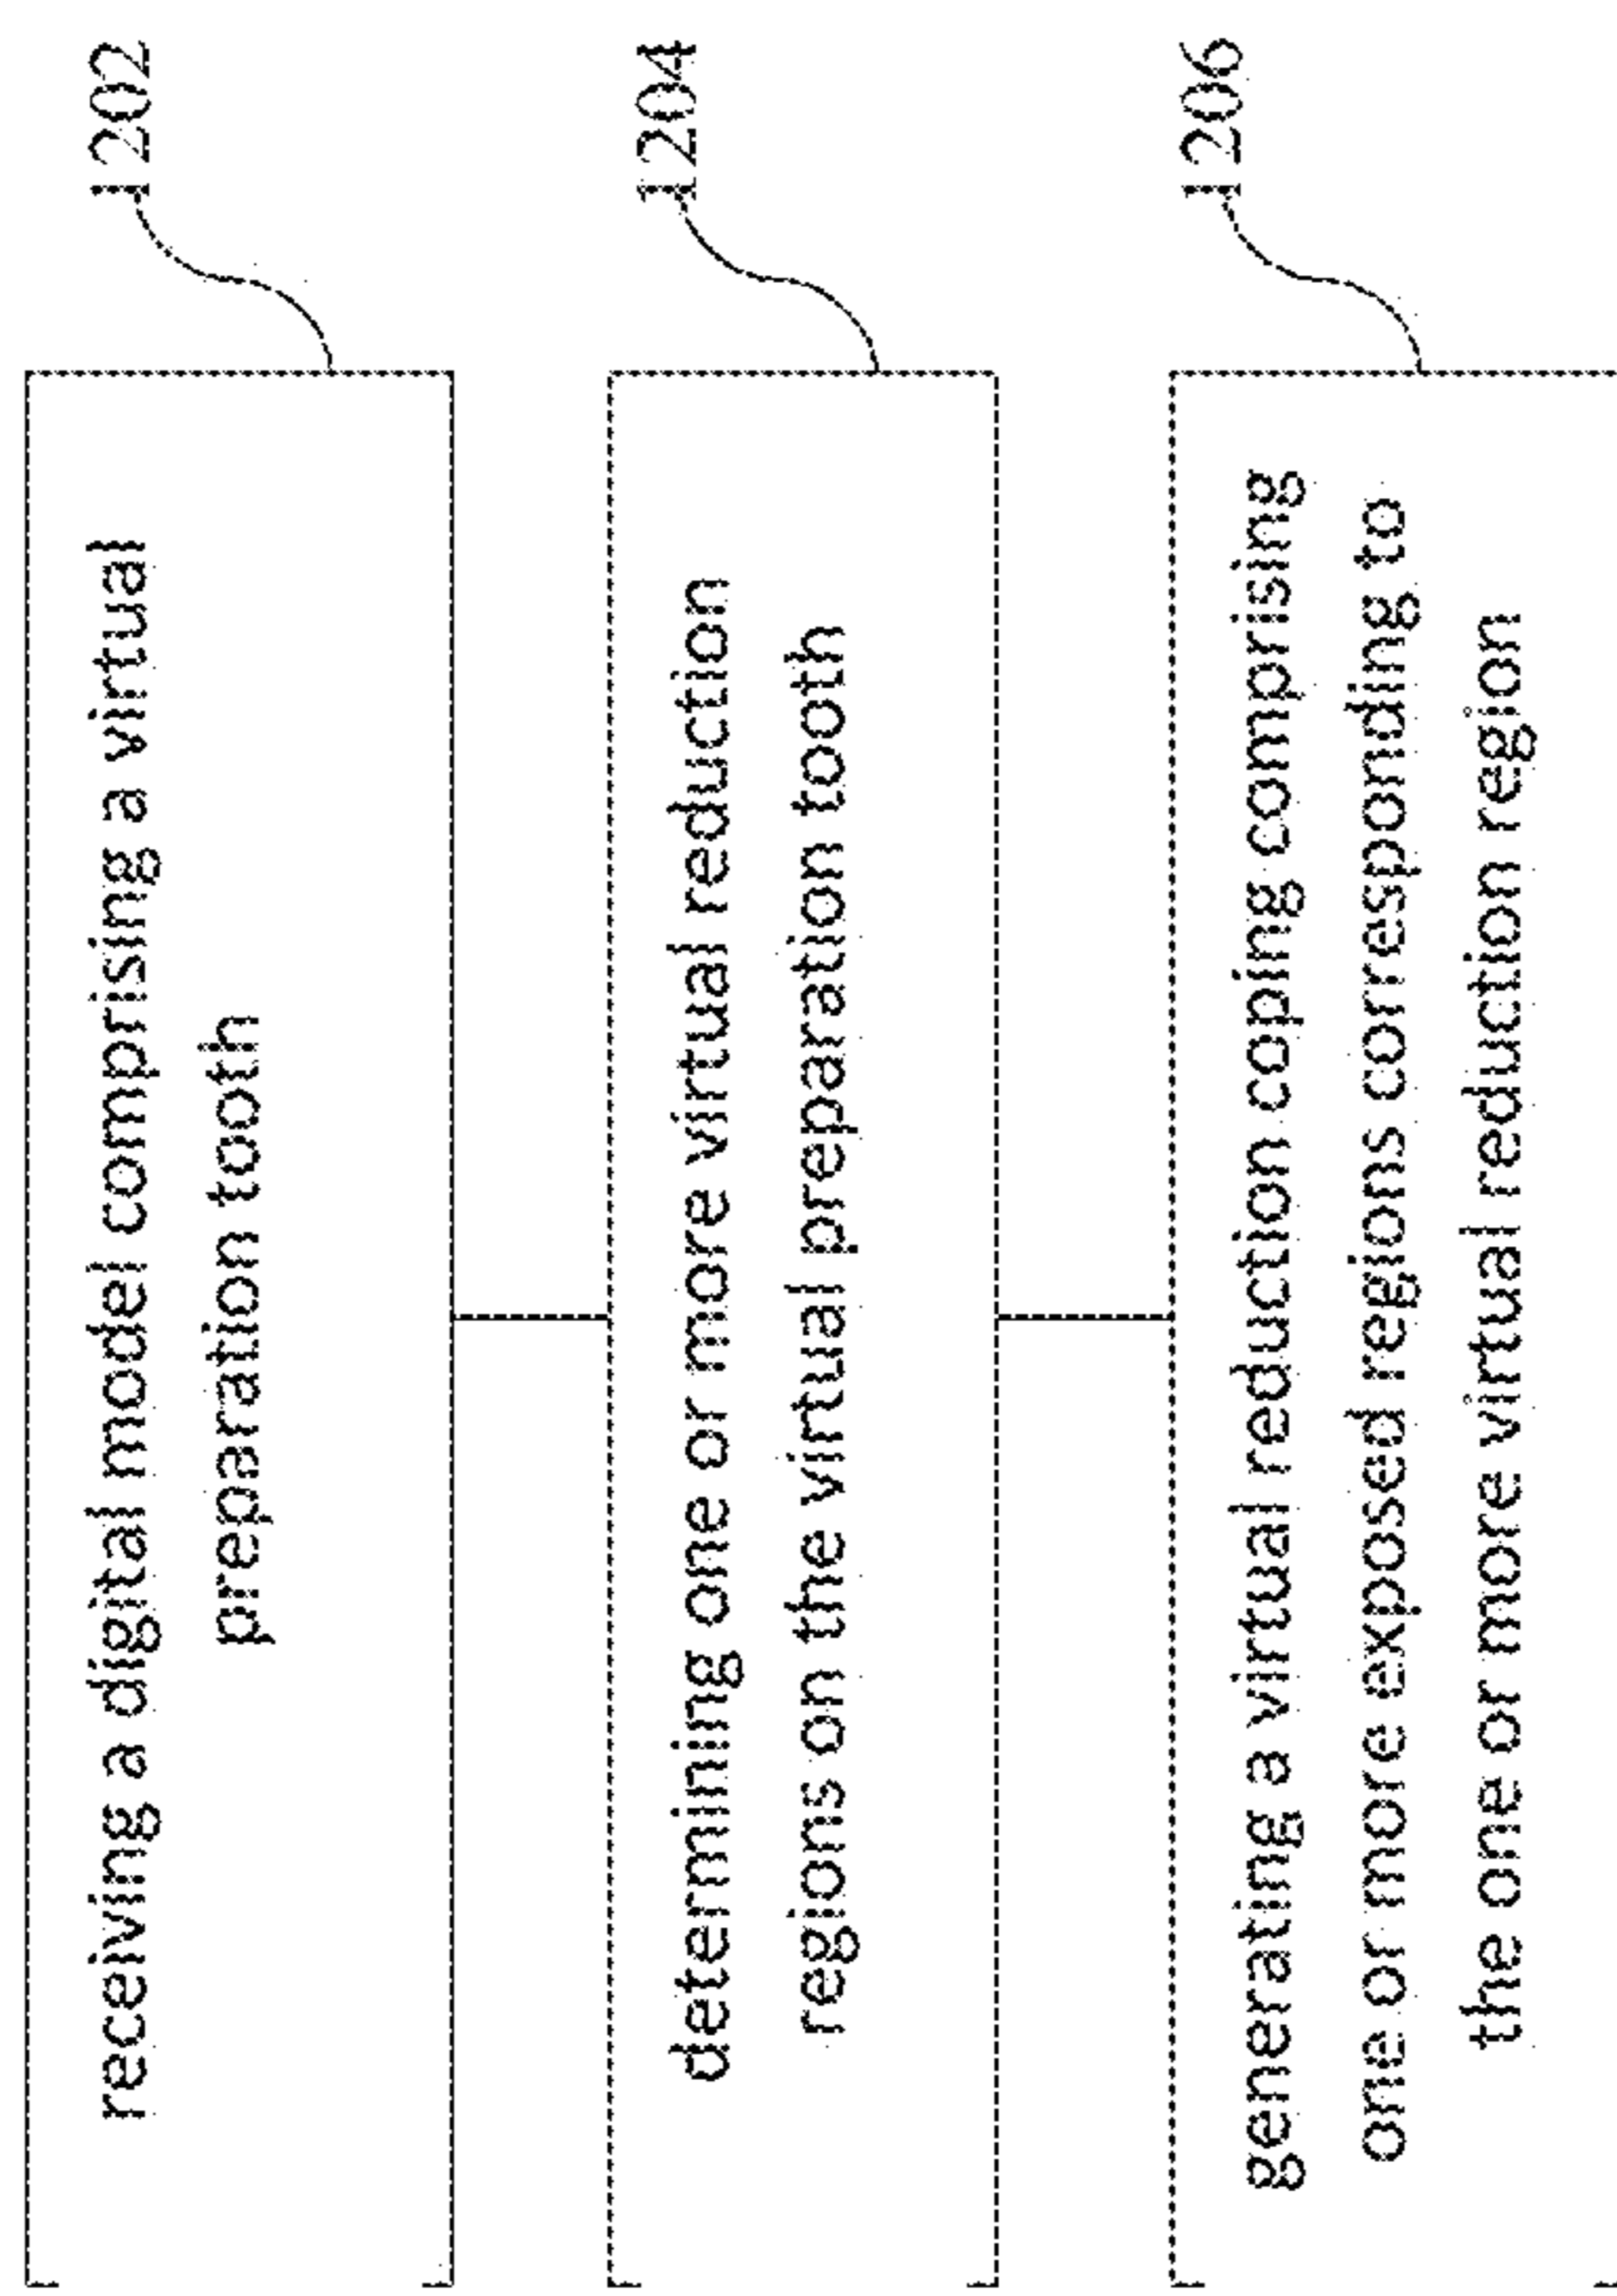 receiving a digital model comprising a virtual
preparation tooth
1202
determining one or more virtual reduction
regions on the virtual preparation tooth
1204
generating a virtual reduction coping comprising
one or more exposed regions corresponding to
the one or more virtual reduction region
1206